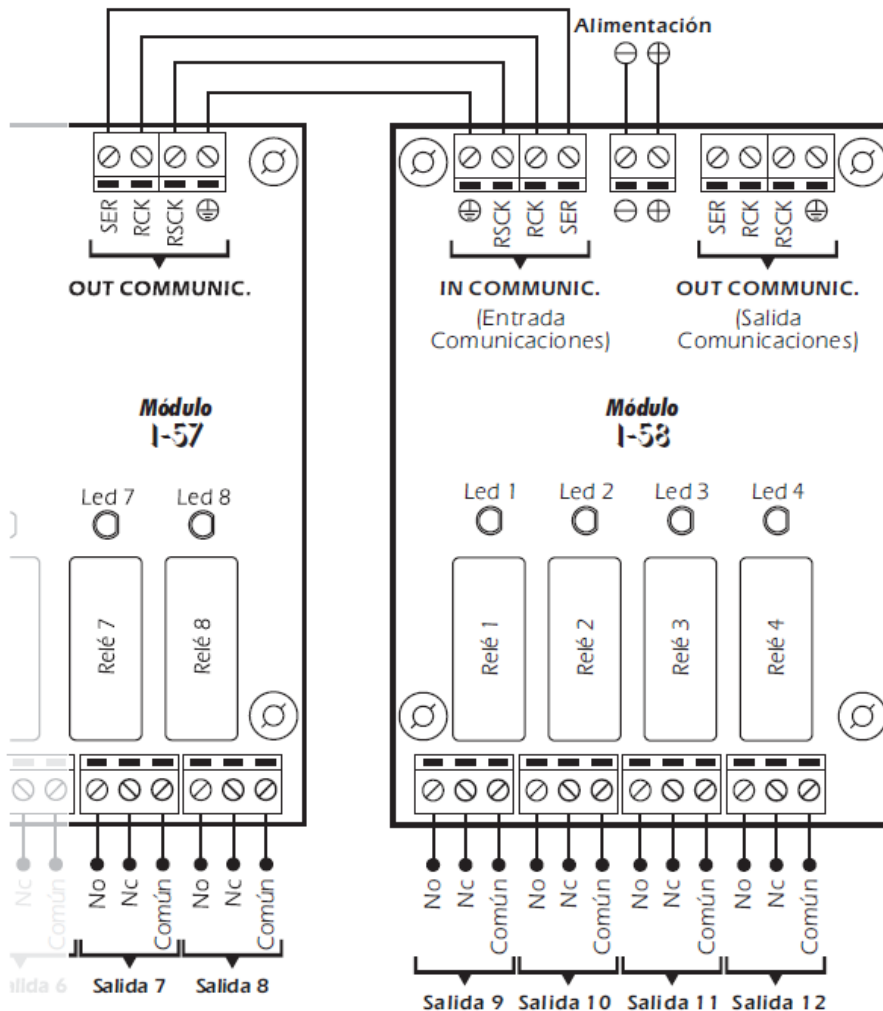 Alimentación
SER
RCK
RSCK
OUT COMMUNIC.
RSCK
RCK
SER
IN COMMUNIC.
(Entrada
Comunicaciones)
SER
RCK
RSCK
OUT COMMUNIC.
(Salida
Comunicaciones)
Módulo
I-57
Módulo
I-58
Led 7
Led 8
Led 1
Led 2
Led 3
Led 4
Relé 7
Relé 8
Relé 1
Relé 2
Relé 3
Relé 4
Nc
Común
No
Nc
Común
No
Nc
Común
No
Nc
Común
No
Nc
Común
No
Nc
Común
No
Nc
Común
alida 6
Salida 7
Salida 8
Salida 9
Salida 10
Salida 11
Salida 12